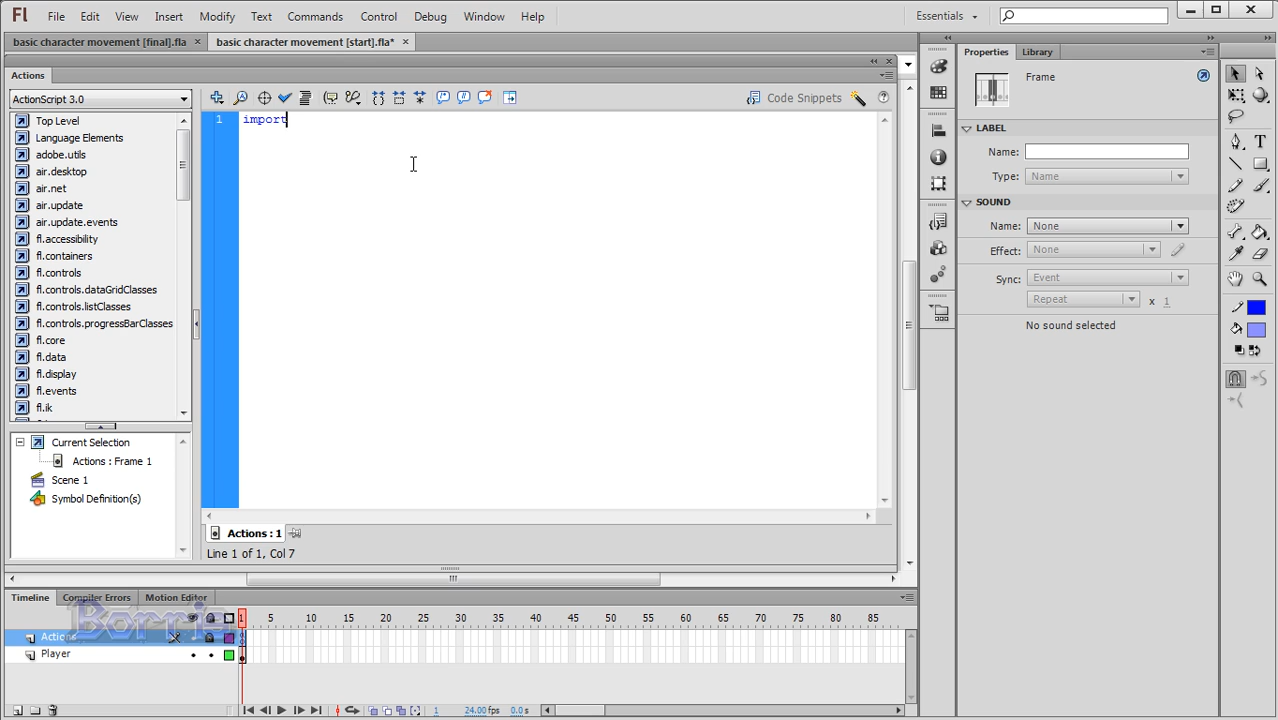 Fl File Edit View Insert Modify Text Commands Control Debug Window Help Essentials
basic character movement [final].fla × basic character movement [start].fla* ×
Actions
ActionScript 3.0
Code Snippets
Top Level
Language Elements
adobe.utils
air.desktop
air.net
air.update
air.update.events
fl.accessibility
fl.containers
fl.controls
fl.controls.dataGridClasses
fl.controls.listClasses
fl.controls.progressBarClasses
fl.core
fl.data
fl.display
fl.events
fl.ik
Current Selection
Actions : Frame 1
Scene 1
Symbol Definition(s)
1 import
Actions : 1
Line 1 of 1, Col 7
Properties Library
Frame
LABEL
Name:
Type: Name
SOUND
Name: None
Effect: None
Sync: Event
Repeat x 1
No sound selected
Timeline Compiler Errors Motion Editor
1 5 10 15 20 25 30 35 40 45 50 55 60 65 70 75 80 85
Actions
Player
Borris
1 24.00 fps 0.0 s